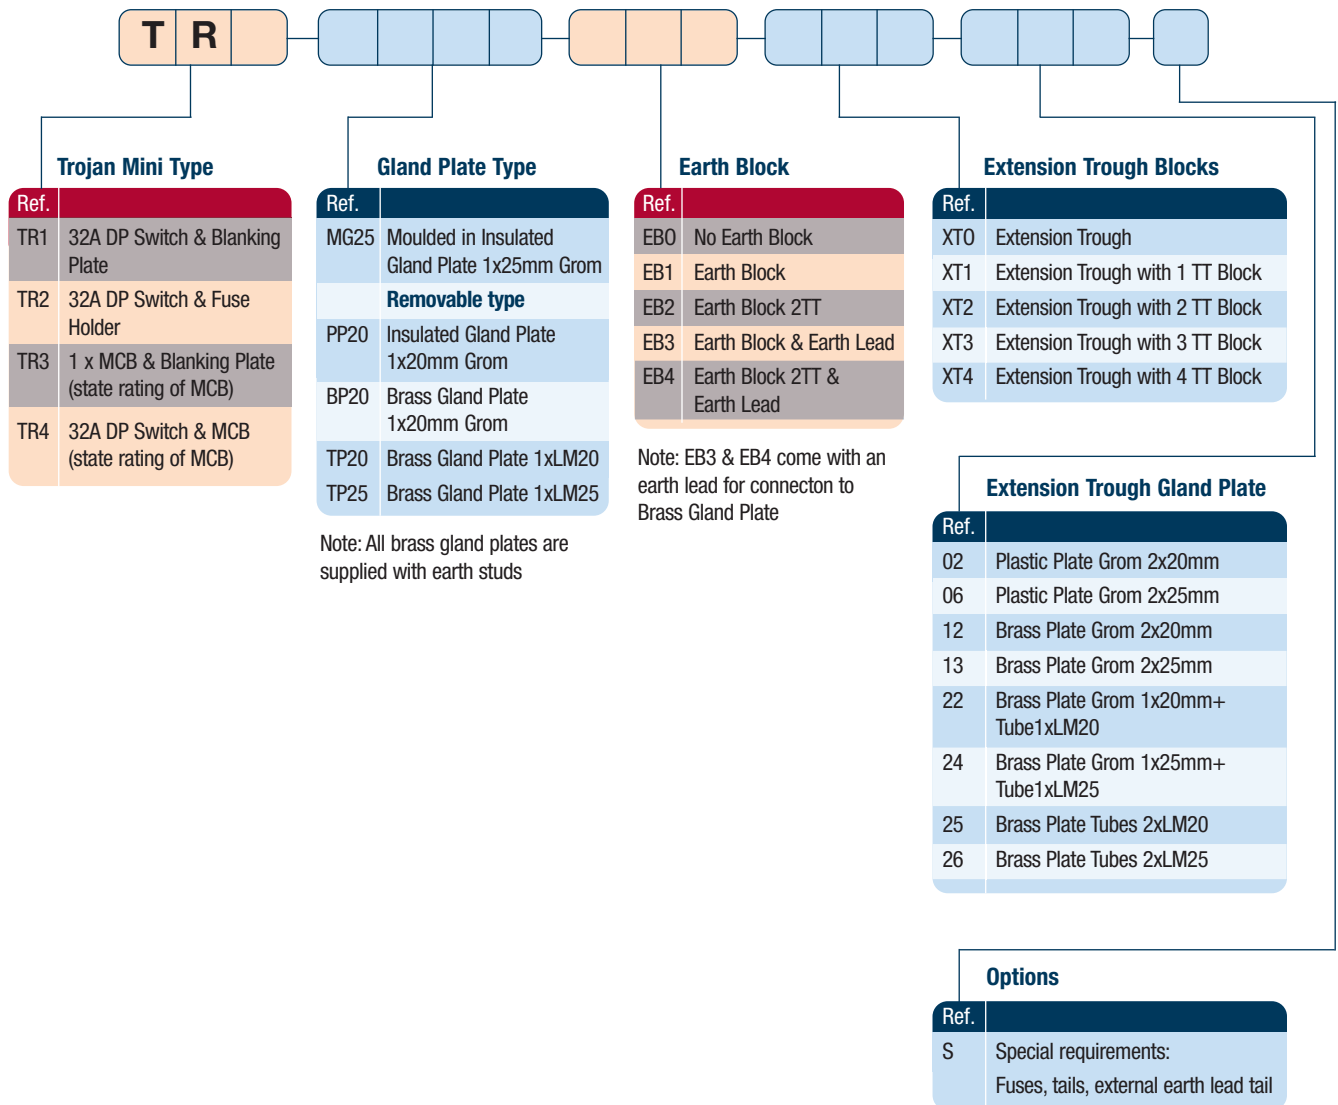 T R
Trojan Mini Type
Ref.
TR1 32A DP Switch & Blanking
Plate
TR2 32A DP Switch & Fuse
Holder
TR3 1 x MCB & Blanking Plate
(state rating of MCB)
TR4 32A DP Switch & MCB
(state rating of MCB)
Gland Plate Type
Ref.
MG25 Moulded in Insulated
Gland Plate 1x25mm Grom
Removable type
PP20 Insulated Gland Plate
1x20mm Grom
BP20 Brass Gland Plate
1x20mm Grom
TP20 Brass Gland Plate 1xLM20
TP25 Brass Gland Plate 1xLM25
Note: All brass gland plates are
supplied with earth studs
Earth Block
Ref.
EB0 No Earth Block
EB1 Earth Block
EB2 Earth Block 2TT
EB3 Earth Block & Earth Lead
EB4 Earth Block 2TT &
Earth Lead
Note: EB3 & EB4 come with an
earth lead for connecton to
Brass Gland Plate
Extension Trough Blocks
Ref.
XT0 Extension Trough
XT1 Extension Trough with 1 TT Block
XT2 Extension Trough with 2 TT Block
XT3 Extension Trough with 3 TT Block
XT4 Extension Trough with 4 TT Block
Extension Trough Gland Plate
Ref.
02 Plastic Plate Grom 2x20mm
06 Plastic Plate Grom 2x25mm
12 Brass Plate Grom 2x20mm
13 Brass Plate Grom 2x25mm
22 Brass Plate Grom 1x20mm+
Tube1xLM20
24 Brass Plate Grom 1x25mm+
Tube1xLM25
25 Brass Plate Tubes 2xLM20
26 Brass Plate Tubes 2xLM25
Options
Ref.
S Special requirements:
Fuses, tails, external earth lead tail